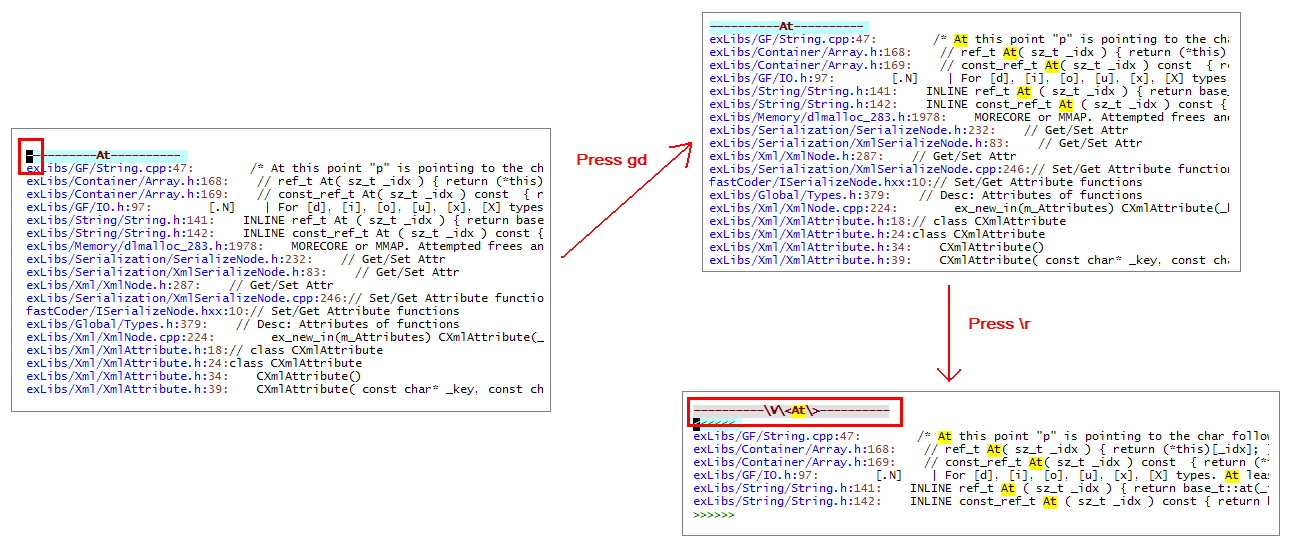 ----------At----------
exLibs/GF/String.cpp:47: /* At this point "p" is pointing to the ch
exLibs/Container/Array.h:168: // ref_t At( sz_t _idx ) { return (*this)
exLibs/Container/Array.h:169: // const_ref_t At( sz_t _idx ) const { r
exLibs/GF/IO.h:97: [.N] | For [d], [i], [o], [u], [x], [X] types
exLibs/String/String.h:141: INLINE ref_t At ( sz_t _idx ) { return base
exLibs/String/String.h:142: INLINE const_ref_t At ( sz_t _idx ) const {
exLibs/Memory/dlmalloc_283.h:1978: MORECORE or MMAP. Attempted frees an
exLibs/Serialization/SerializeNode.h:232: // Get/Set Attr
exLibs/Serialization/XmlSerializeNode.h:83: // Get/Set Attr
exLibs/Xml/XmlNode.h:287: // Get/Set Attr
exLibs/Serialization/XmlSerializeNode.cpp:246:// Set/Get Attribute functio
fastCoder/ISerializeNode.hxx:10:// Set/Get Attribute functions
exLibs/Global/Types.h:379: // Desc: Attributes of functions
exLibs/Xml/XmlNode.cpp:224: ex_new_in(m_Attributes) CXmlAttribute(_
exLibs/Xml/XmlAttribute.h:18:// class CXmlAttribute
exLibs/Xml/XmlAttribute.h:24:class CXmlAttribute
exLibs/Xml/XmlAttribute.h:34: CXmlAttribute()
exLibs/Xml/XmlAttribute.h:39: CXmlAttribute( const char* _key, const ch
Press gd
----------At----------
exLibs/GF/String.cpp:47: /* At this point "p" is pointing to the cha
exLibs/Container/Array.h:168: // ref_t At( sz_t _idx ) { return (*this)
exLibs/Container/Array.h:169: // const_ref_t At( sz_t _idx ) const { re
exLibs/GF/IO.h:97: [.N] | For [d], [i], [o], [u], [x], [X] types.
exLibs/String/String.h:141: INLINE ref_t At ( sz_t _idx ) { return base_
exLibs/String/String.h:142: INLINE const_ref_t At ( sz_t _idx ) const {
exLibs/Memory/dlmalloc_283.h:1978: MORECORE or MMAP. Attempted frees and
exLibs/Serialization/SerializeNode.h:232: // Get/Set Attr
exLibs/Serialization/XmlSerializeNode.h:83: // Get/Set Attr
exLibs/Xml/XmlNode.h:287: // Get/Set Attr
exLibs/Serialization/XmlSerializeNode.cpp:246:// Set/Get Attribute function
fastCoder/ISerializeNode.hxx:10:// Set/Get Attribute functions
exLibs/Global/Types.h:379: // Desc: Attributes of functions
exLibs/Xml/XmlNode.cpp:224: ex_new_in(m_Attributes) CXmlAttribute(_k
exLibs/Xml/XmlAttribute.h:18:// class CXmlAttribute
exLibs/Xml/XmlAttribute.h:24:class CXmlAttribute
exLibs/Xml/XmlAttribute.h:34: CXmlAttribute()
exLibs/Xml/XmlAttribute.h:39: CXmlAttribute( const char* _key, const cha
Press \r
----------\V\<At\>----------
<<<<<<
exLibs/GF/String.cpp:47: /* At this point "p" is pointing to the char follow
exLibs/Container/Array.h:168: // ref_t At( sz_t _idx ) { return (*this)[_idx];
exLibs/Container/Array.h:169: // const_ref_t At( sz_t _idx ) const { return (*t
exLibs/GF/IO.h:97: [.N] | For [d], [i], [o], [u], [x], [X] types. At leas
exLibs/String/String.h:141: INLINE ref_t At ( sz_t _idx ) { return base_t::at(_
exLibs/String/String.h:142: INLINE const_ref_t At ( sz_t _idx ) const { return
>>>>>>